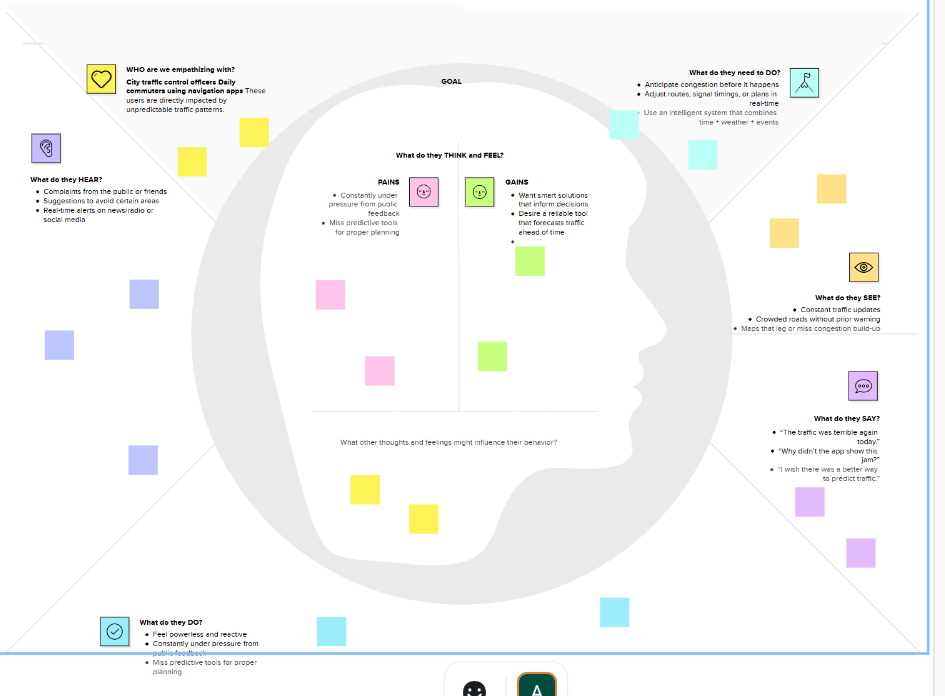 WHO are we empathizing with?
City traffic control officers Daily
commuters using navigation apps These
users are directly impacted by
unpredictable traffic patterns.
GOAL
What do they need to DO?
Anticipate congestion before it happens
Adjust routes, signal timings, or plans in
real-time
Use an intelligent system that combines
time + weather + events
What do they HEAR?
Complaints from the public or friends
Suggestions to avoid certain areas
Real-time alerts on news/radio or
social media
What do they THINK and FEEL?
PAINS
Constantly under
pressure from public
feedback
Miss predictive tools
for proper planning
GAINS
Want smart solutions
that inform decisions
Desire a reliable tool
that forecasts traffic
ahead of time
What do they SEE?
Constant traffic updates
Crowded roads without prior warning
Maps that lag or miss congestion build-up
What do they SAY?
"The traffic was terrible again
today."
"Why didn't the app show this
jam?"
"I wish there was a better way
to predict traffic."
What other thoughts and feelings might influence their behavior?
What do they DO?
Feel powerless and reactive
Constantly under pressure from
public feedback
Miss predictive tools for proper
planning
A